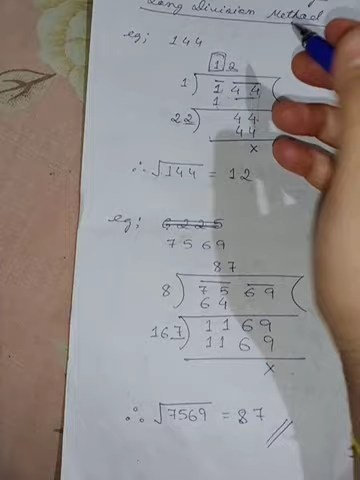 Long Division Method
eg; 144
12
1) 1 44 (
1
22) 44
44
x
∴ √144 = 12
eg; 6225
7569
87
8) 75 69 (
64
167) 1169
1169
x
∴ √7569 = 87